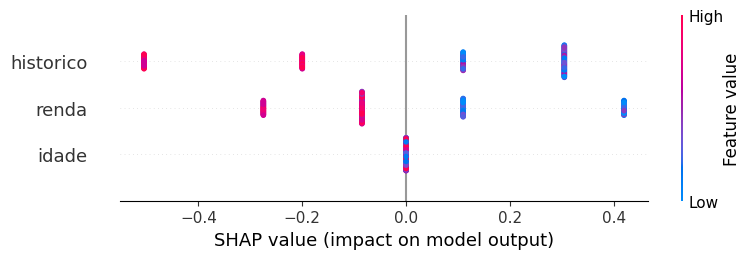 High
historico
renda
idade
Low
Feature value
−0.4 −0.2 0.0 0.2 0.4
SHAP value (impact on model output)